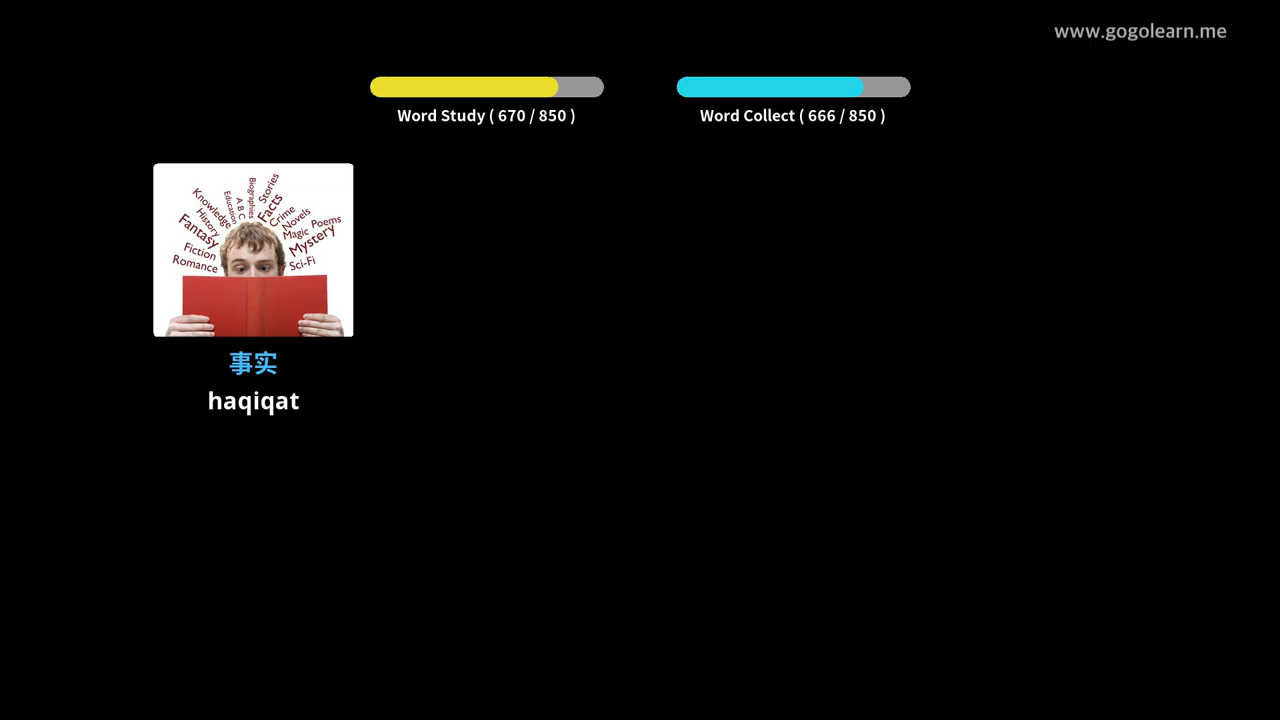 www.gogolearn.me
Word Study ( 670 / 850 )
Word Collect ( 666 / 850 )
Knowledge
History
Fantasy
Fiction
Romance
Education
A B C
Biographies
Stories
Facts
Crime
Novels
Magic
Poems
Mystery
Sci-Fi
事实
haqiqat